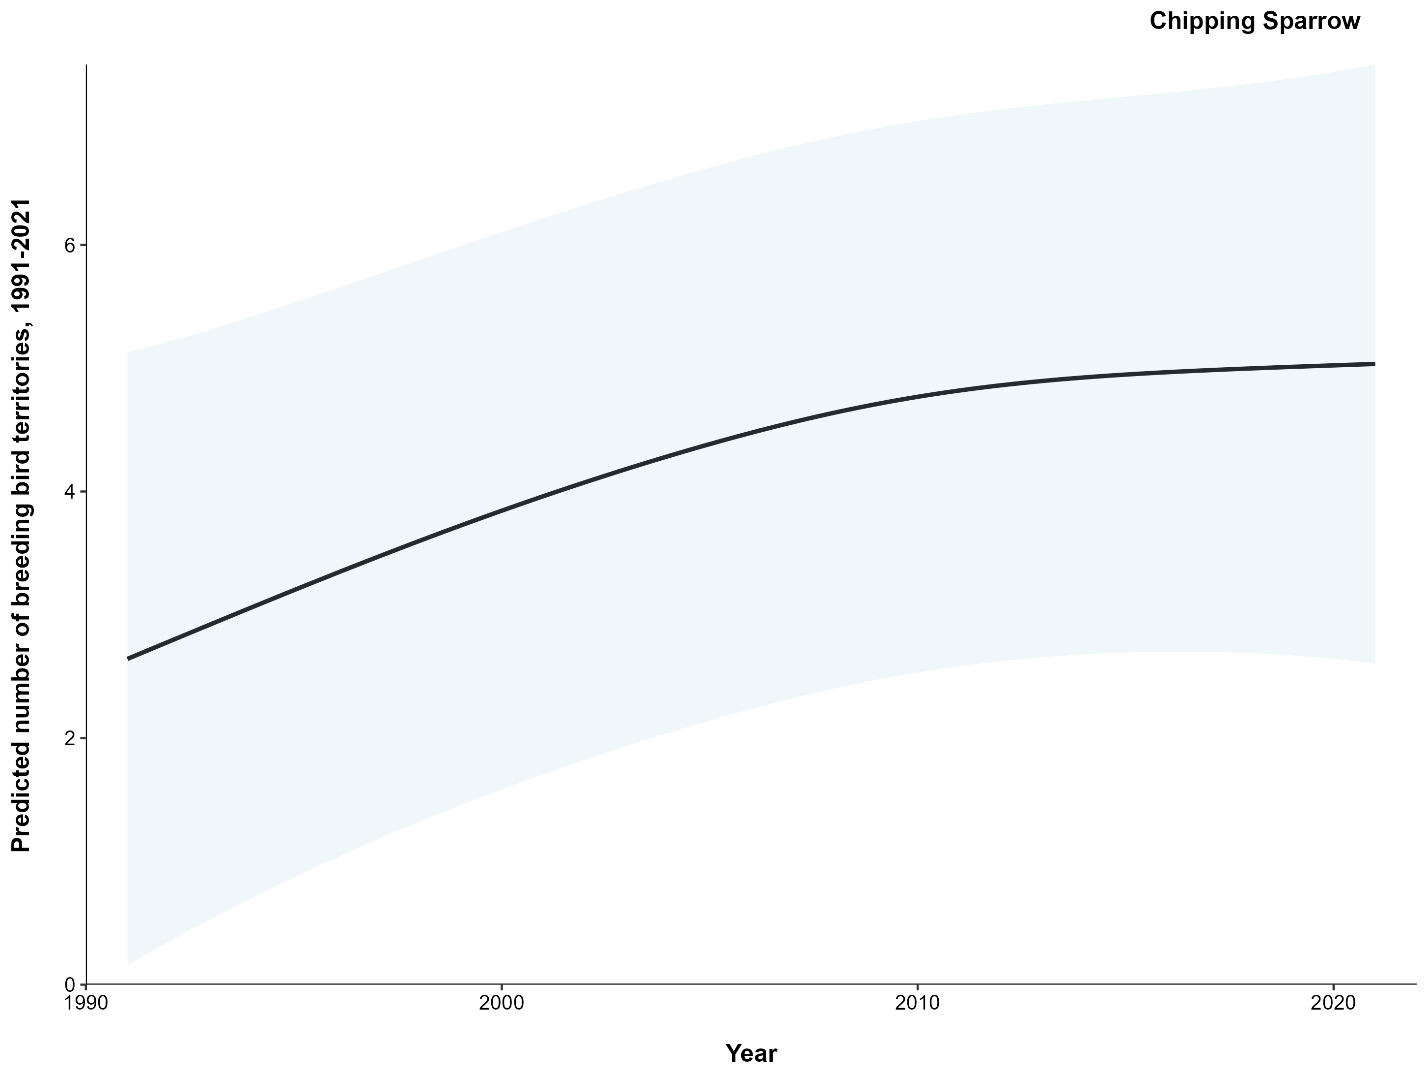 Chipping Sparrow
Predicted number of breeding bird territories, 1991-2021
6
4
2
0
1990
2000
2010
2020
Year